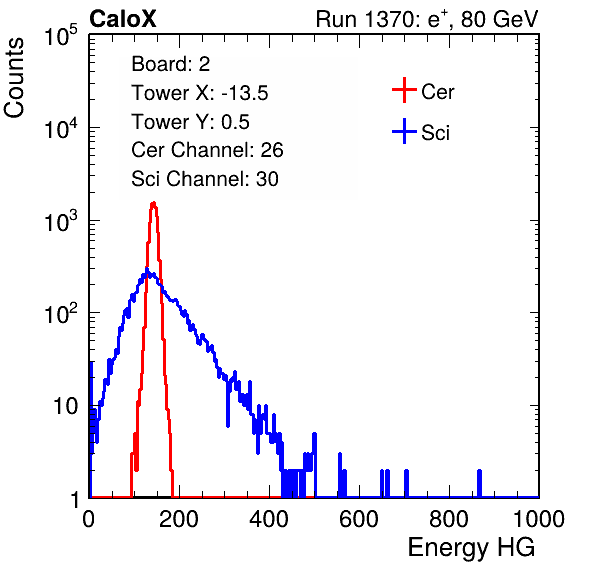 CaloX Run 1370: e⁺, 80 GeV
Counts
Board: 2
Tower X: -13.5
Tower Y: 0.5
Cer Channel: 26
Sci Channel: 30
Cer
Sci
10⁵
10⁴
10³
10²
10
1
0 200 400 600 800 1000
Energy HG